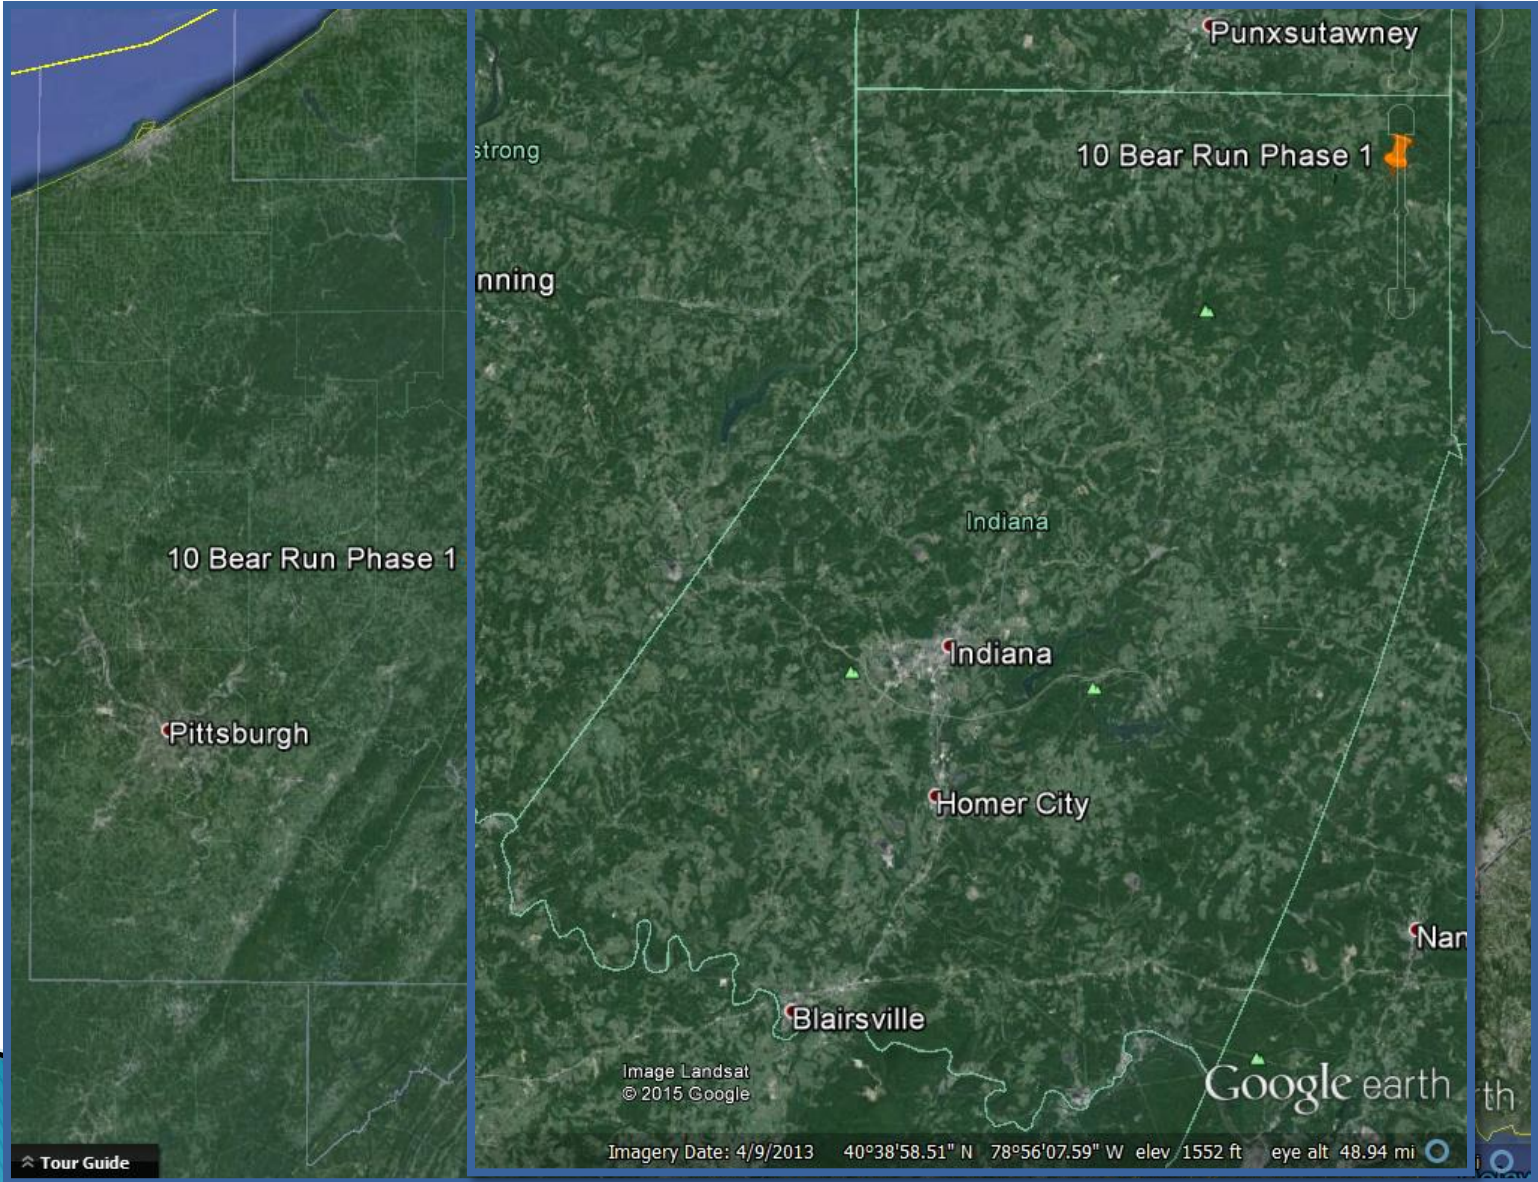 Punxsutawney
strong
10 Bear Run Phase 1
nning
Indiana
10 Bear Run Phase 1
Indiana
Pittsburgh
Homer City
Nan
Blairsville
Image Landsat
© 2015 Google
Google earth
rth
Imagery Date: 4/9/2013 40°38'58.51" N 78°56'07.59" W elev 1552 ft eye alt 48.94 mi
i
Tour Guide